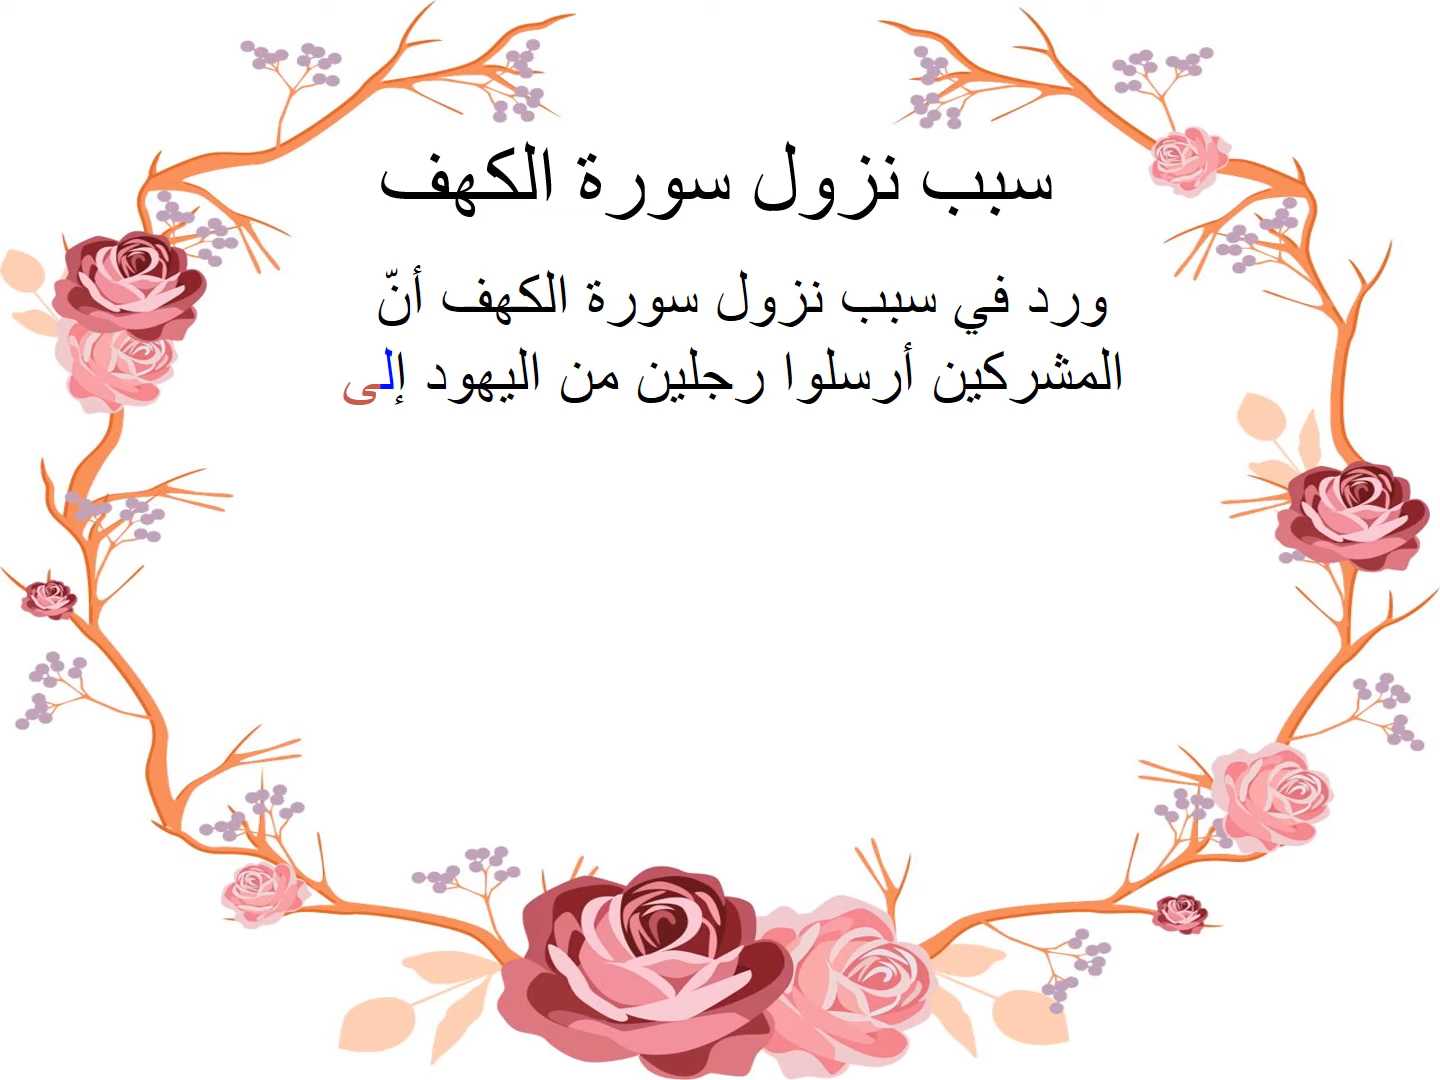 سبب نزول سورة الكهف
ورد في سبب نزول سورة الكهف أنّ
المشركين أرسلوا رجلين من اليهود إلى